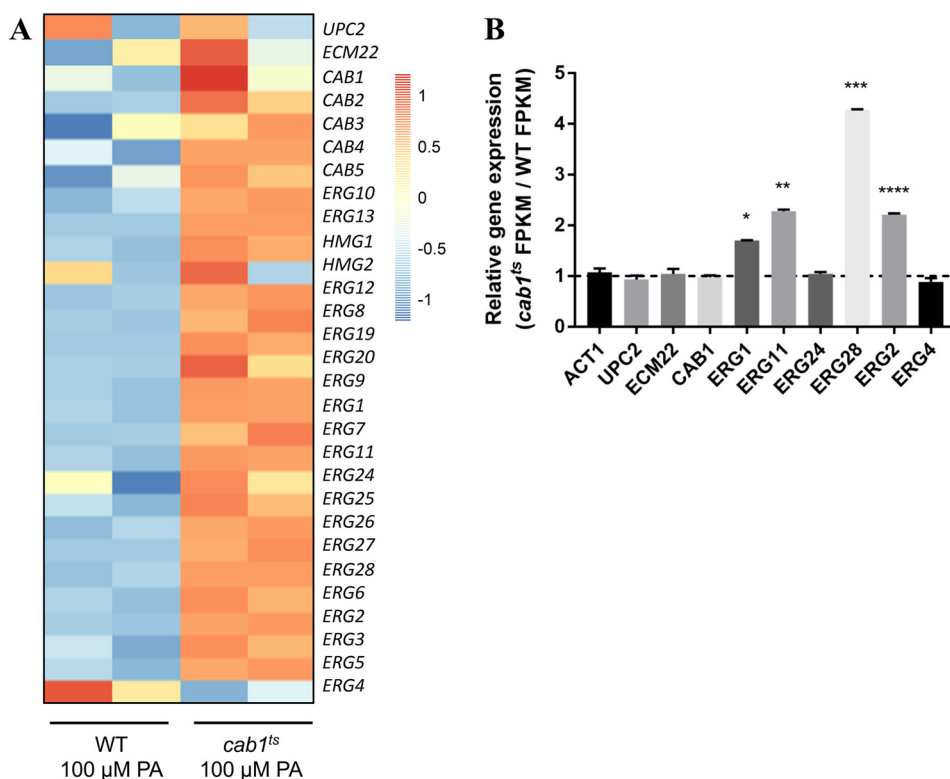 A
UPC2
ECM22
CAB1
CAB2
CAB3
CAB4
CAB5
ERG10
ERG13
HMG1
HMG2
ERG12
ERG8
ERG19
ERG20
ERG9
ERG1
ERG7
ERG11
ERG24
ERG25
ERG26
ERG27
ERG28
ERG6
ERG2
ERG3
ERG5
ERG4
1
0.5
0
-0.5
-1
WT
100 µM PA
cab1ts
100 µM PA
B
Relative gene expression
(cab1ts FPKM / WT FPKM)
5
4
3
2
1
0
*
**
***
****
ACT1
UPC2
ECM22
CAB1
ERG1
ERG11
ERG24
ERG28
ERG2
ERG4